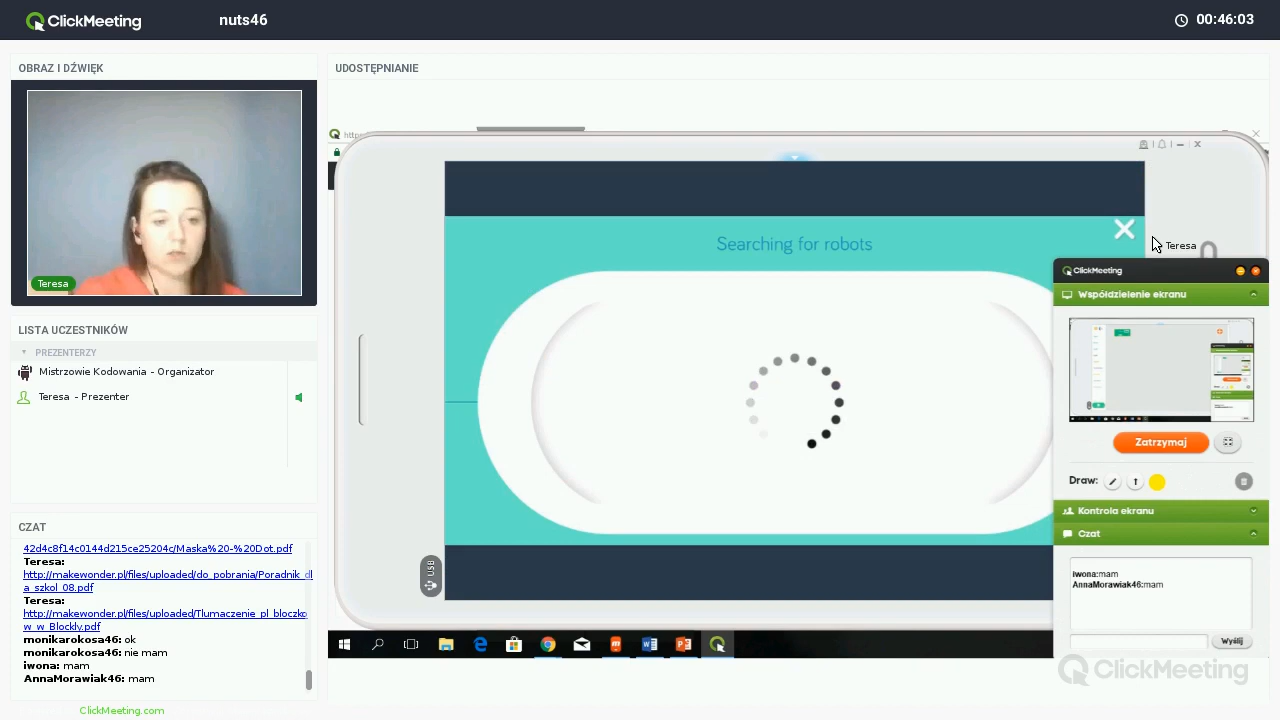 ClickMeeting
nuts46
00:46:03
OBRAZ I DŹWIĘK
Teresa
LISTA UCZESTNIKÓW
PREZENTERZY
Mistrzowie Kodowania - Organizator
Teresa - Prezenter
CZAT
42d4c8f14c0144d215ce25204c/Maska%20-%20Dot.pdf
Teresa:
http://makewonder.pl/files/uploaded/do_pobrania/Poradnik_dl
a_szkol_08.pdf
Teresa:
http://makewonder.pl/files/uploaded/Tlumaczenie_pl_bloczko
w_w_Blockly.pdf
monikarokosa46: ok
monikarokosa46: nie mam
iwona: mam
AnnaMorawiak46: mam
ClickMeeting.com
UDOSTĘPNIANIE
Searching for robots
Teresa
USB
ClickMeeting
Współdzielenie ekranu
Zatrzymaj
Draw:
Kontrola ekranu
Czat
iwona:mam
AnnaMorawiak46:mam
Wyślij
ClickMeeting